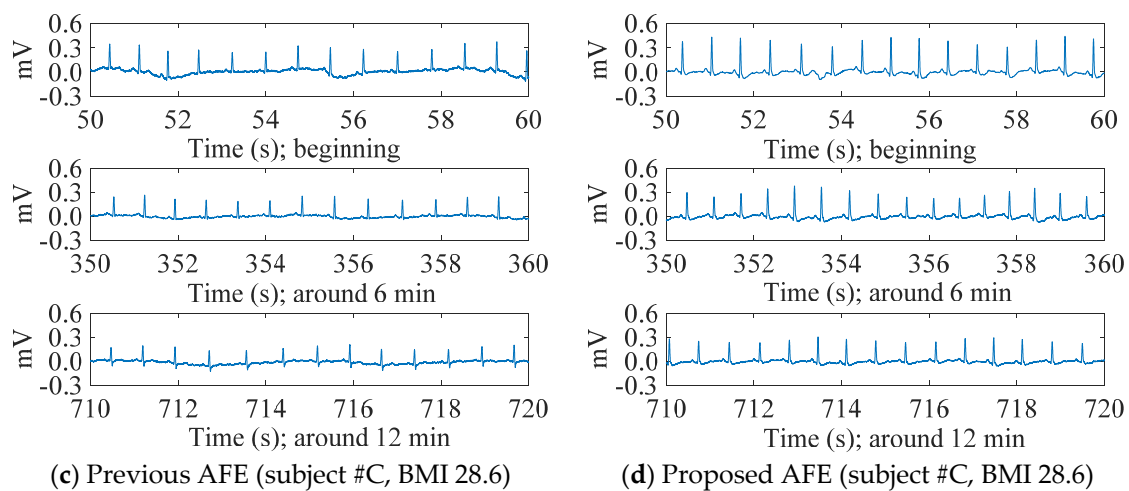 mV
0.6
0.3
0.0
-0.3
50 52 54 56 58 60
Time (s); beginning
mV
0.6
0.3
0.0
-0.3
350 352 354 356 358 360
Time (s); around 6 min
mV
0.6
0.3
0.0
-0.3
710 712 714 716 718 720
Time (s); around 12 min
(c) Previous AFE (subject #C, BMI 28.6)
mV
0.6
0.3
0.0
-0.3
50 52 54 56 58 60
Time (s); beginning
mV
0.6
0.3
0.0
-0.3
350 352 354 356 358 360
Time (s); around 6 min
mV
0.6
0.3
0.0
-0.3
710 711 712 714 716 718 720
Time (s); around 12 min
(d) Proposed AFE (subject #C, BMI 28.6)